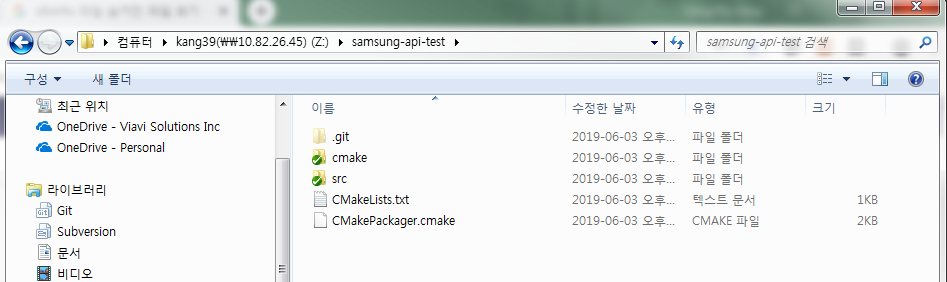 ▸ 컴퓨터 ▸ kang39(₩₩10.82.26.45) (Z:) ▸ samsung-api-test ▸
samsung-api-test 검색
구성 새 폴더
최근 위치
OneDrive - Viavi Solutions Inc
OneDrive - Personal
라이브러리
Git
Subversion
문서
비디오
이름 수정한 날짜 유형 크기
.git 2019-06-03 오후... 파일 폴더
cmake 2019-06-03 오후... 파일 폴더
src 2019-06-03 오후... 파일 폴더
CMakeLists.txt 2019-06-03 오후... 텍스트 문서 1KB
CMakePackager.cmake 2019-06-03 오후... CMAKE 파일 2KB